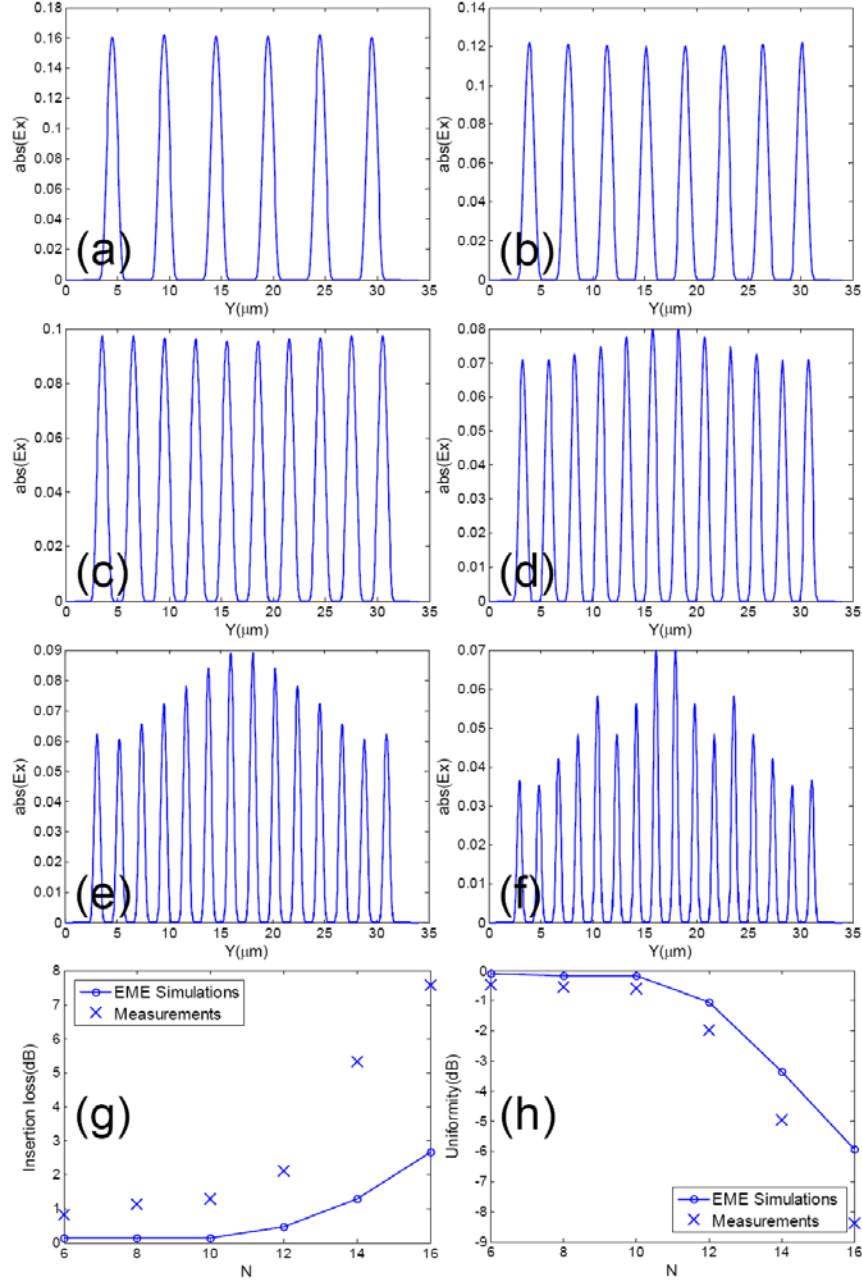 0.18
0.16
0.14
0.12
0.1
0.08
0.06
0.04
0.02
0
abs(Ex)
(a)
0 5 10 15 20 25 30 35
Y(μm)
0.14
0.12
0.1
0.08
0.06
0.04
0.02
0
abs(Ex)
(b)
0 5 10 15 20 25 30 35
Y(μm)
0.1
0.08
0.06
0.04
0.02
0
abs(Ex)
(c)
0 5 10 15 20 25 30 35
Y(μm)
0.08
0.07
0.06
0.05
0.04
0.03
0.02
0.01
0
abs(Ex)
(d)
0 5 10 15 20 25 30 35
Y(μm)
0.09
0.08
0.07
0.06
0.05
0.04
0.03
0.02
0.01
0
abs(Ex)
(e)
0 5 10 15 20 25 30 35
Y(μm)
0.07
0.06
0.05
0.04
0.03
0.02
0.01
0
abs(Ex)
(f)
0 5 10 15 20 25 30 35
Y(μm)
8
7
6
5
4
3
2
1
0
Insertion loss(dB)
EME Simulations
Measurements
(g)
6 8 10 12 14 16
N
0
-1
-2
-3
-4
-5
-6
-7
-8
-9
Uniformity(dB)
(h)
EME Simulations
Measurements
6 8 10 12 14 16
N